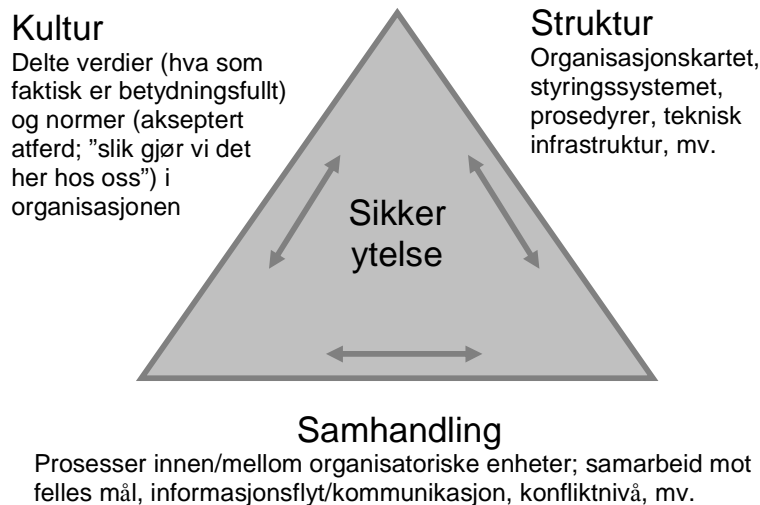 Kultur
Delte verdier (hva som
faktisk er betydningsfullt)
og normer (akseptert
atferd; ”slik gjør vi det
her hos oss”) i
organisasjonen
Struktur
Organisasjonskartet,
styringssystemet,
prosedyrer, teknisk
infrastruktur, mv.
Sikker
ytelse
Samhandling
Prosesser innen/mellom organisatoriske enheter; samarbeid mot
felles mål, informasjonsflyt/kommunikasjon, konfliktnivå, mv.